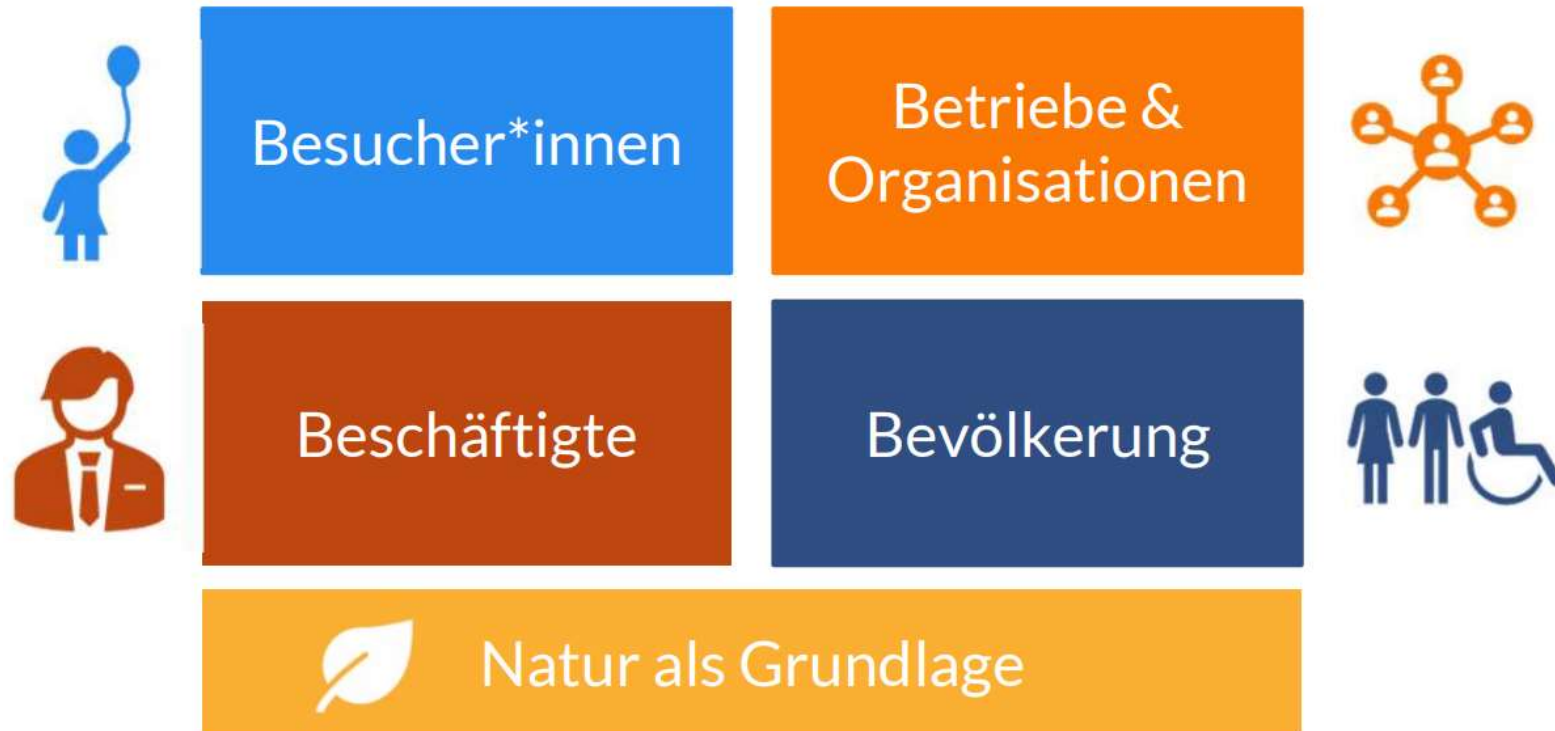 Besucher*innen
Betriebe &
Organisationen
Beschäftigte
Bevölkerung
Natur als Grundlage